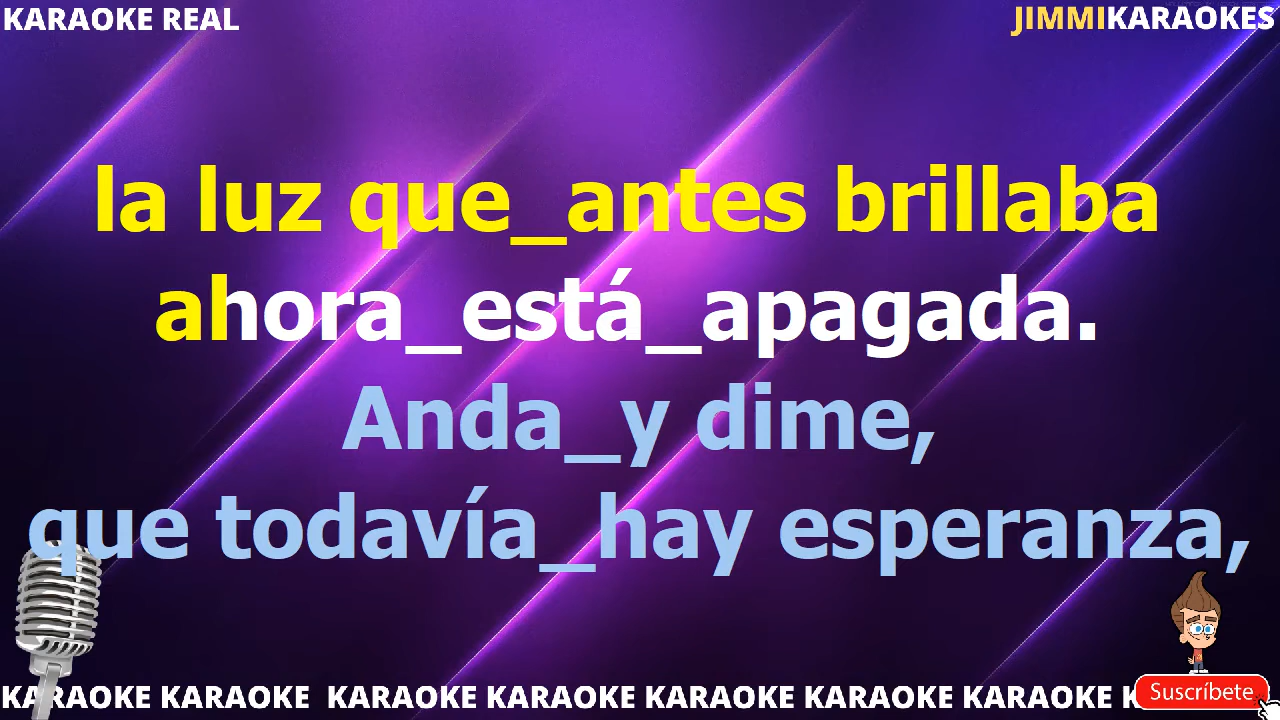 KARAOKE REAL
JIMMIKARAOKES
la luz que_antes brillaba
ahora_está_apagada.
Anda_y dime,
que todavía_hay esperanza,
KARAOKE KARAOKE KARAOKE KARAOKE KARAOKE KARAOKE KARAOKE
Suscríbete